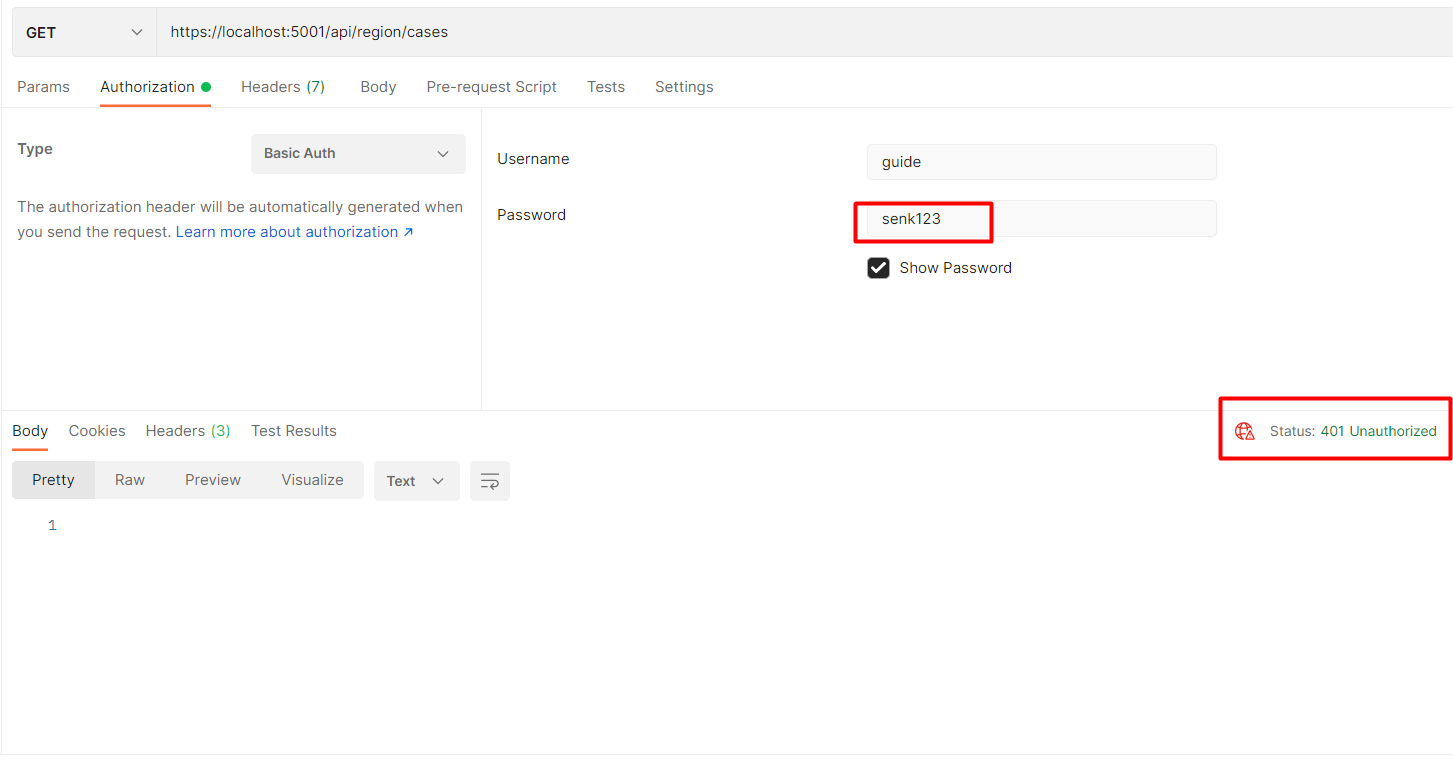 GET https://localhost:5001/api/region/cases
Params Authorization Headers (7) Body Pre-request Script Tests Settings
Type Basic Auth
The authorization header will be automatically generated when
you send the request. Learn more about authorization ↗
Username guide
Password senk123
Show Password
Body Cookies Headers (3) Test Results Status: 401 Unauthorized
Pretty Raw Preview Visualize Text
1